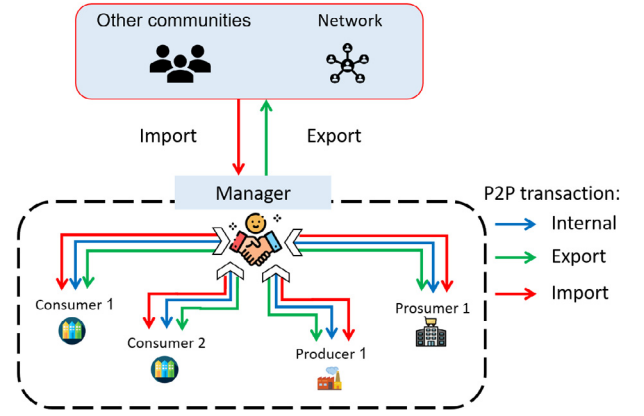 Other communities
Network
Import
Export
Manager
P2P transaction:
Internal
Export
Import
Consumer 1
Prosumer 1
Consumer 2
Producer 1